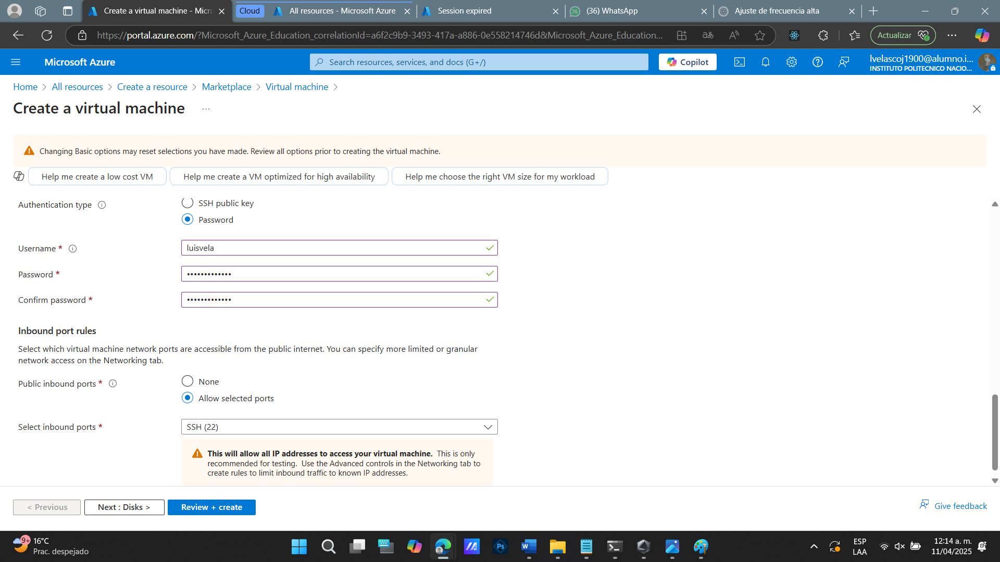 Create a virtual machine - Micro
Cloud
All resources - Microsoft Azure
Session expired
36
(36) WhatsApp
Ajuste de frecuencia alta
https://portal.azure.com/?Microsoft_Azure_Education_correlationId=a6f2c9b9-3493-417a-a886-0e558214746d&Microsoft_Azure_Education...
Actualizar
Microsoft Azure
Search resources, services, and docs (G+/)
Copilot
lvelascoj1900@alumno.i...
INSTITUTO POLITECNICO NACIO...
Home > All resources > Create a resource > Marketplace > Virtual machine >
Create a virtual machine ...
Changing Basic options may reset selections you have made. Review all options prior to creating the virtual machine.
Help me create a low cost VM
Help me create a VM optimized for high availability
Help me choose the right VM size for my workload
Authentication type
SSH public key
Password
Username *
luisvela
Password *
•••••••••••••
Confirm password *
•••••••••••••
Inbound port rules
Select which virtual machine network ports are accessible from the public internet. You can specify more limited or granular
network access on the Networking tab.
Public inbound ports *
None
Allow selected ports
Select inbound ports *
SSH (22)
This will allow all IP addresses to access your virtual machine. This is only
recommended for testing. Use the Advanced controls in the Networking tab to
create rules to limit inbound traffic to known IP addresses.
< Previous
Next : Disks >
Review + create
Give feedback
9+
16°C
Prac. despejado
Ps
W
ESP
LAA
12:14 a. m.
11/04/2025